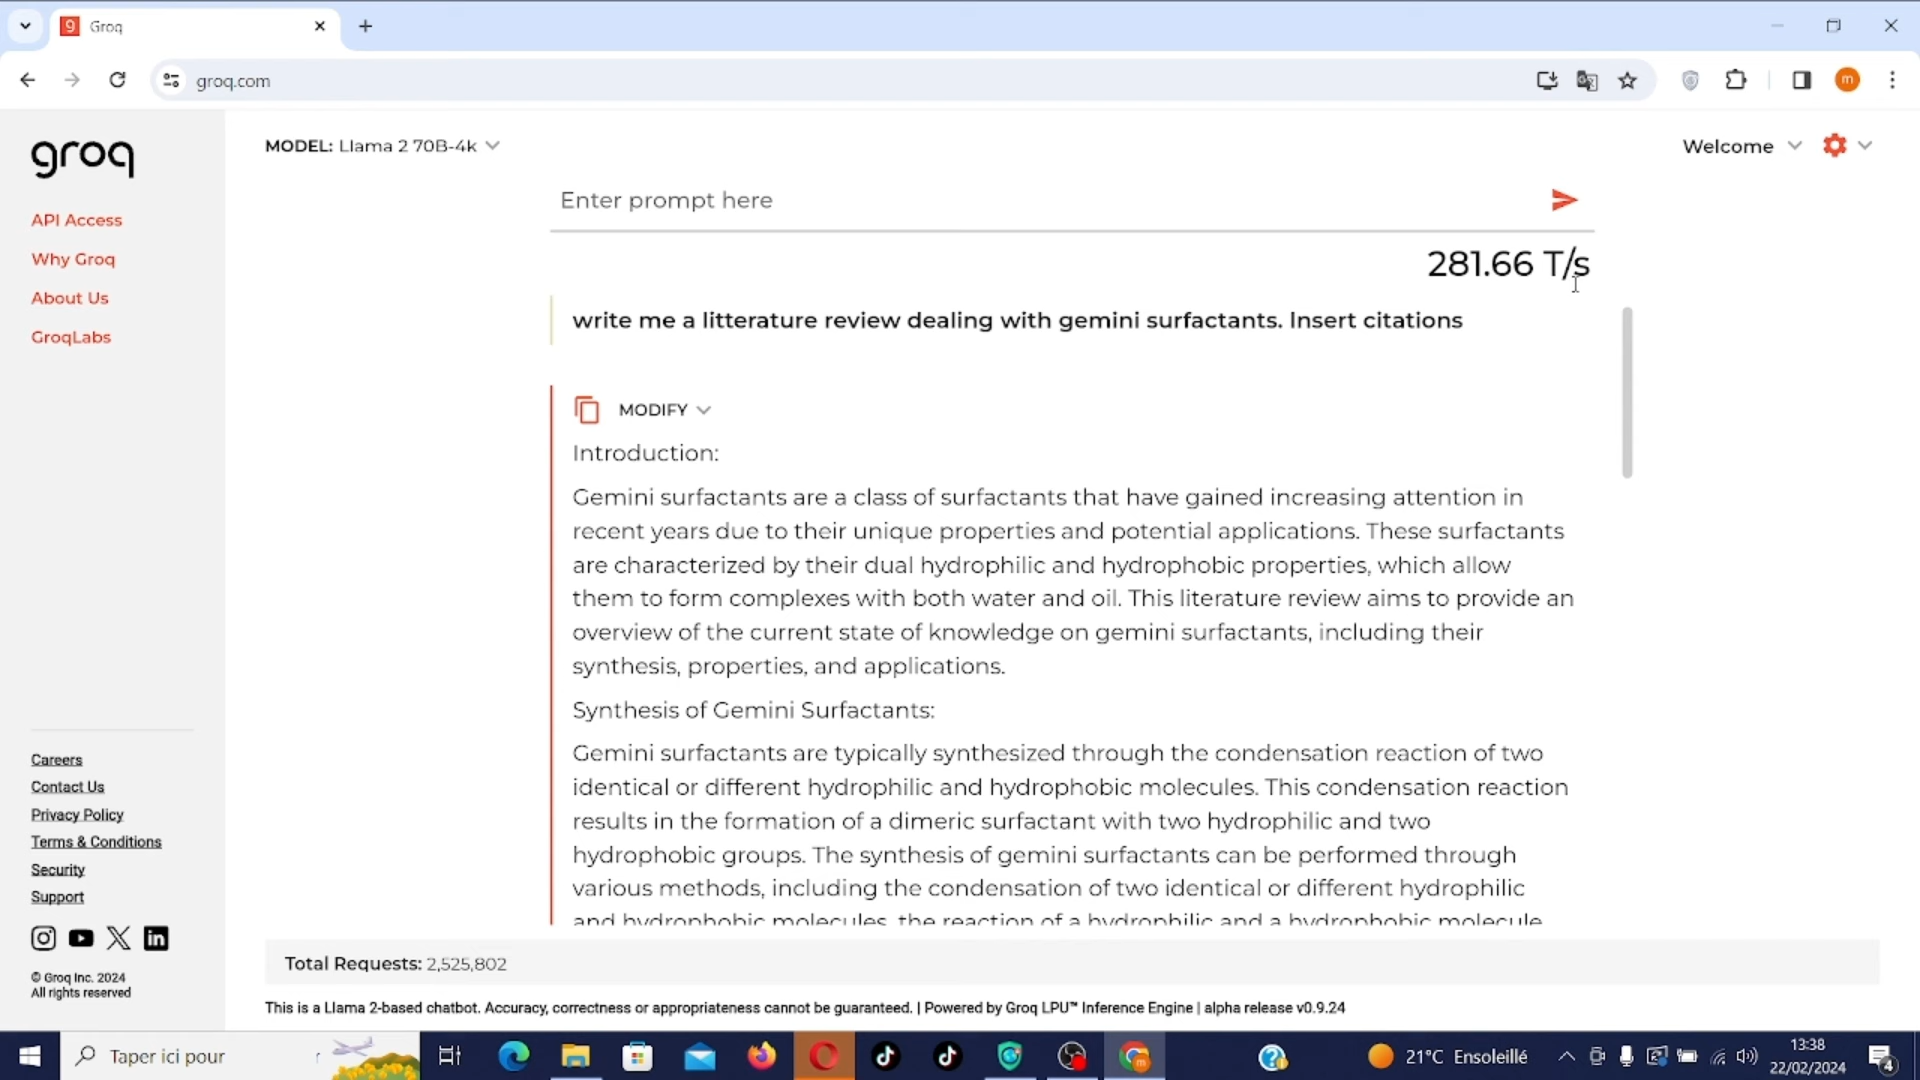 Groq
groq.com
groq
API Access
Why Groq
About Us
GroqLabs
Careers
Contact Us
Privacy Policy
Terms & Conditions
Security
Support
© Groq Inc. 2024
All rights reserved
MODEL: Llama 2 70B-4k
Welcome
Enter prompt here
281.66 T/s
write me a litterature review dealing with gemini surfactants. Insert citations
MODIFY
Introduction:
Gemini surfactants are a class of surfactants that have gained increasing attention in
recent years due to their unique properties and potential applications. These surfactants
are characterized by their dual hydrophilic and hydrophobic properties, which allow
them to form complexes with both water and oil. This literature review aims to provide an
overview of the current state of knowledge on gemini surfactants, including their
synthesis, properties, and applications.
Synthesis of Gemini Surfactants:
Gemini surfactants are typically synthesized through the condensation reaction of two
identical or different hydrophilic and hydrophobic molecules. This condensation reaction
results in the formation of a dimeric surfactant with two hydrophilic and two
hydrophobic groups. The synthesis of gemini surfactants can be performed through
various methods, including the condensation of two identical or different hydrophilic
and hydrophobic molecules, the reaction of a hydrophilic and a hydrophobic molecule
Total Requests: 2,525,802
This is a Llama 2-based chatbot. Accuracy, correctness or appropriateness cannot be guaranteed. | Powered by Groq LPU™ Inference Engine | alpha release v0.9.24
Taper ici pour r
21°C Ensoleillé
13:38
22/02/2024
4